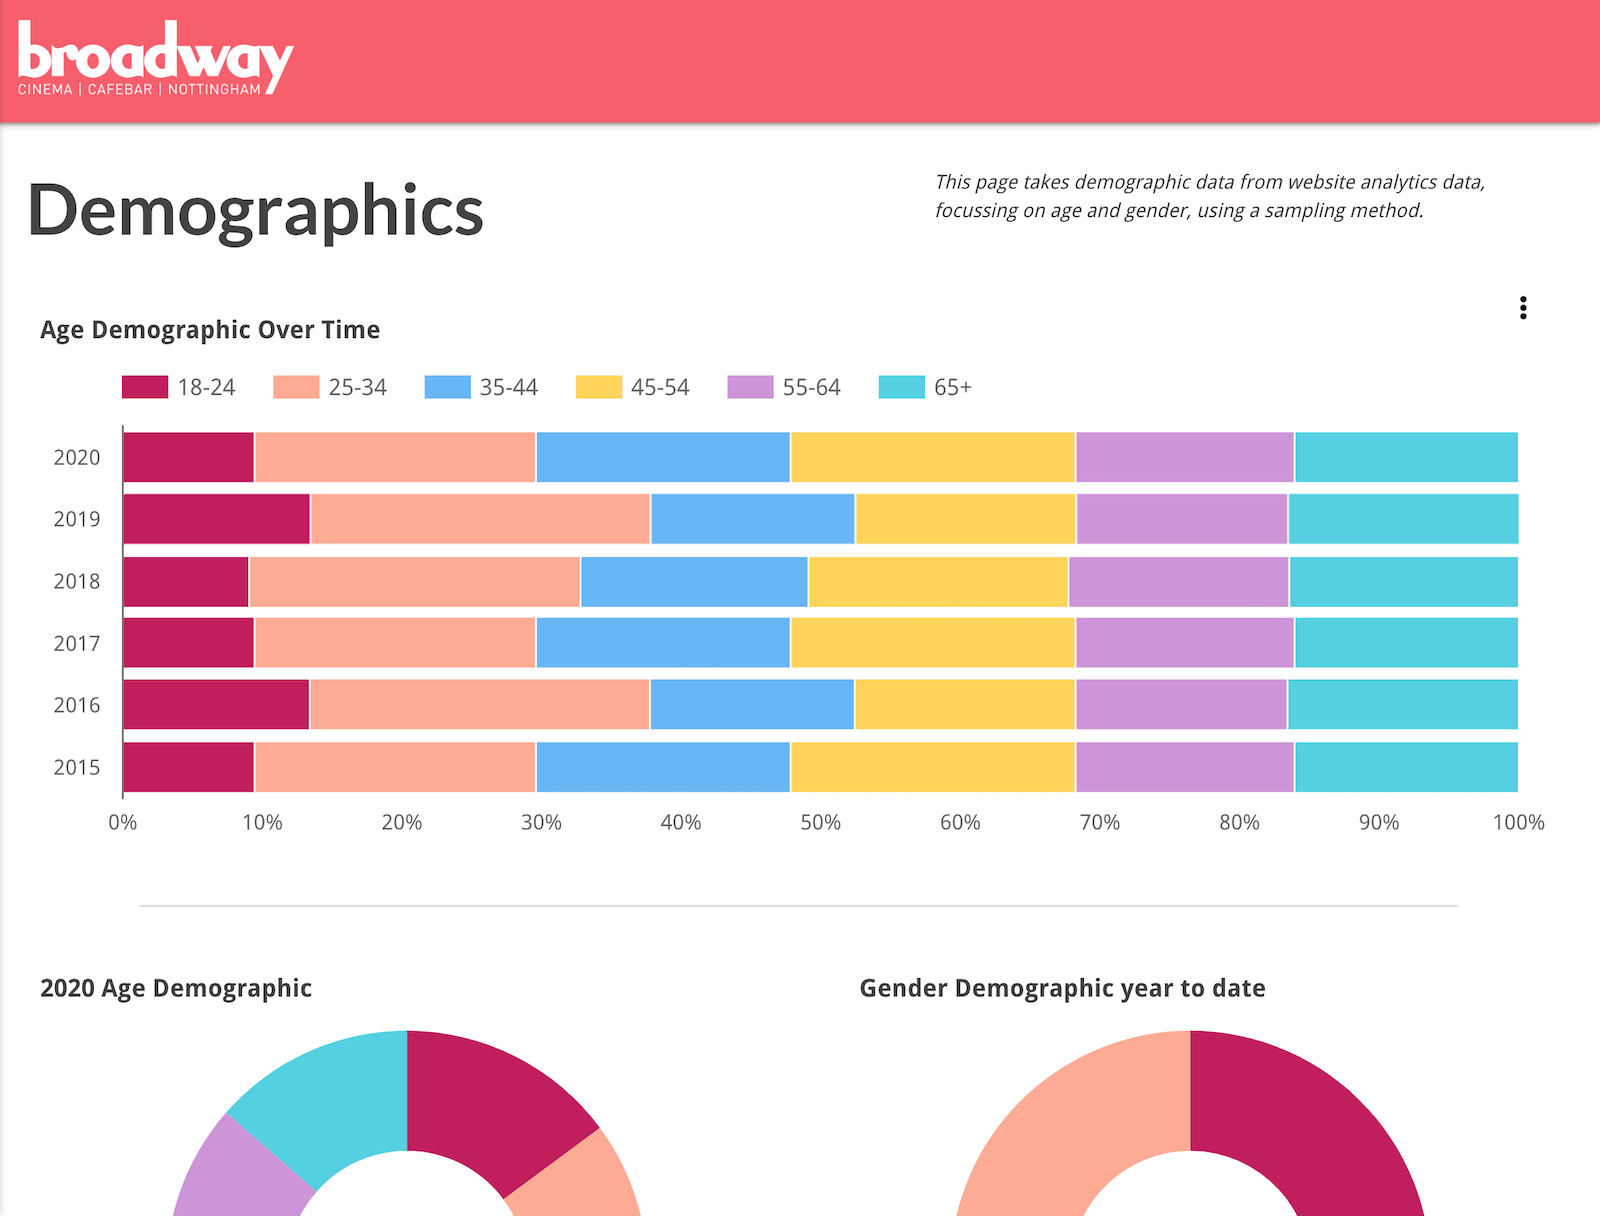 broadway
CINEMA | CAFEBAR | NOTTINGHAM
Demographics
This page takes demographic data from website analytics data,
focussing on age and gender, using a sampling method.
Age Demographic Over Time
18-24 25-34 35-44 45-54 55-64 65+
2020
2019
2018
2017
2016
2015
0% 10% 20% 30% 40% 50% 60% 70% 80% 90% 100%
2020 Age Demographic
Gender Demographic year to date